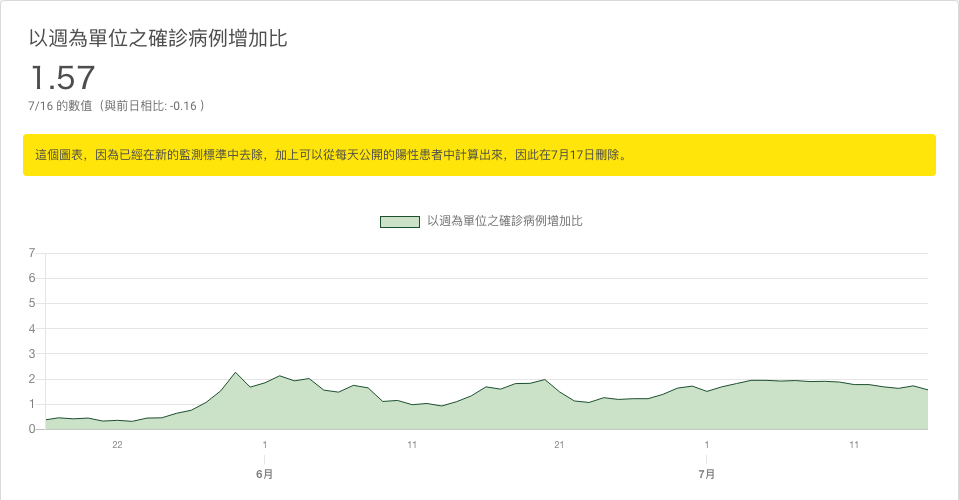 以週為單位之確診病例增加比
1.57
7/16 的數值（與前日相比: -0.16 ）
這個圖表，因為已經在新的監測標準中去除，加上可以從每天公開的陽性患者中計算出來，因此在7月17日刪除。
以週為單位之確診病例增加比
7
6
5
4
3
2
1
0
22 1 11 21 1 11
6月 7月